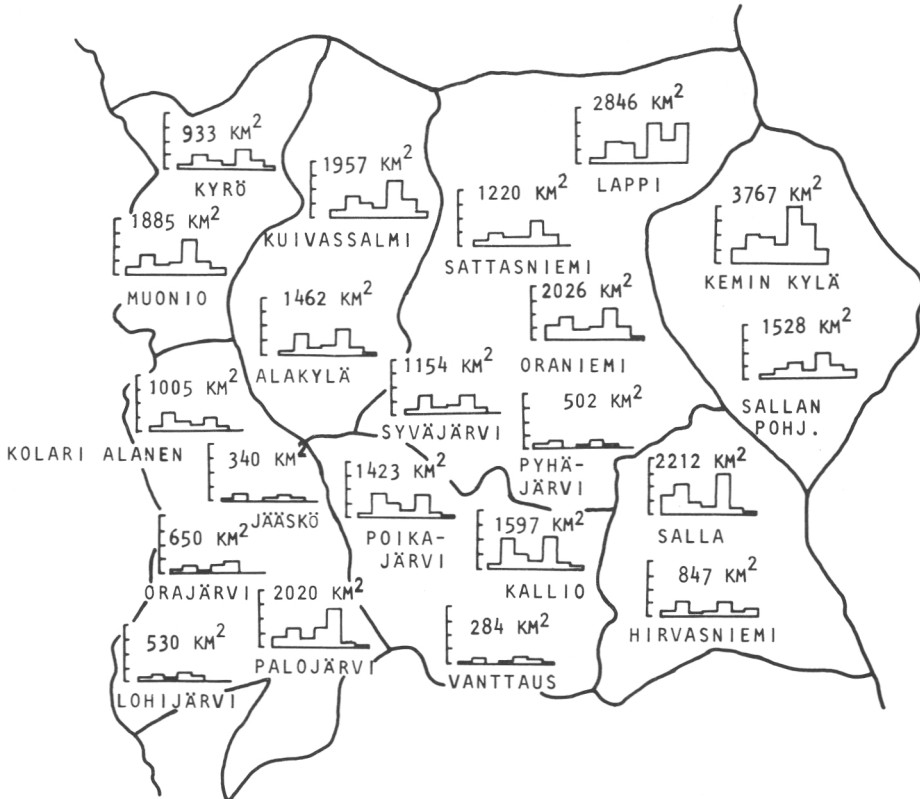 2846 KM²
LAPPI
933 KM²
KYRÖ
1957 KM²
KUIVASSALMI
1220 KM²
SATTASNIEMI
3767 KM²
KEMIN KYLÄ
1885 KM²
MUONIO
1462 KM²
ALAKYLÄ
2026 KM²
ORANIEMI
1528 KM²
SALLAN
POHJ.
1005 KM²
KOLARI ALANEN
1154 KM²
SYVÄJÄRVI
502 KM²
PYHÄ-
JÄRVI
340 KM²
JÄÄSKÖ
1423 KM²
POIKA-
JÄRVI
2212 KM²
SALLA
650 KM²
ORAJÄRVI
1597 KM²
KALLIO
847 KM²
HIRVASNIEMI
2020 KM²
PALOJÄRVI
284 KM²
VANTTAUS
530 KM²
LOHIJÄRVI